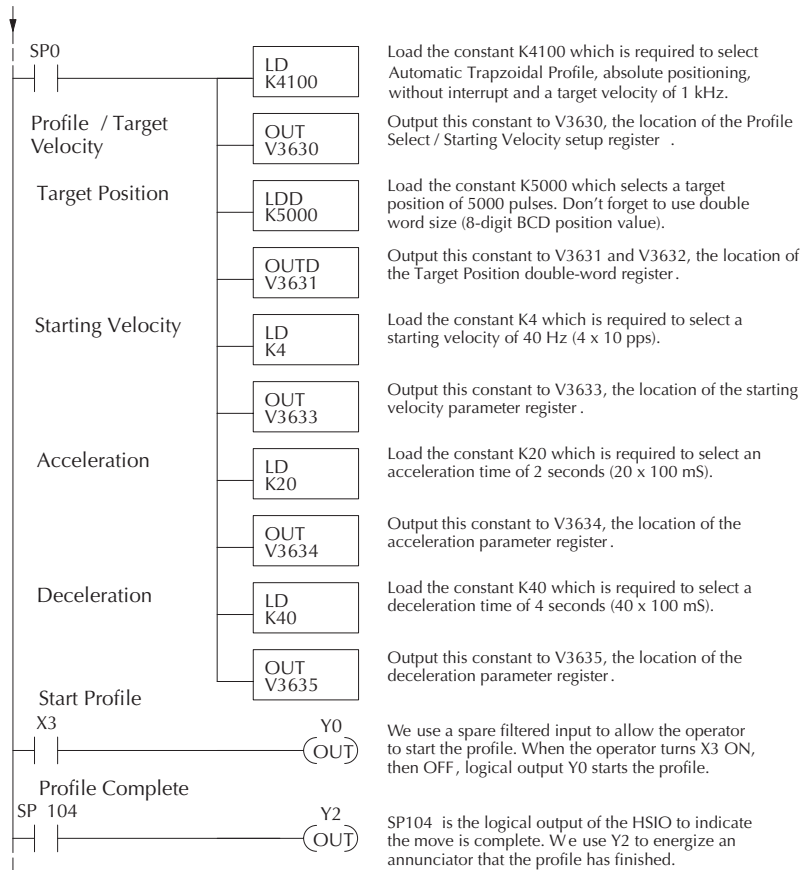 SP0
LD
K4100
Load the constant K4100 which is required to select
Automatic Trapzoidal Profile, absolute positioning,
without interrupt and a target velocity of 1 kHz.
Profile / Target
Velocity
OUT
V3630
Output this constant to V3630, the location of the Profile
Select / Starting Velocity setup register .
Target Position
LDD
K5000
Load the constant K5000 which selects a target
position of 5000 pulses. Don't forget to use double
word size (8-digit BCD position value).
OUTD
V3631
Output this constant to V3631 and V3632, the location of
the Target Position double-word register.
Starting Velocity
LD
K4
Load the constant K4 which is required to select a
starting velocity of 40 Hz (4 x 10 pps).
OUT
V3633
Output this constant to V3633, the location of the starting
velocity parameter register.
Acceleration
LD
K20
Load the constant K20 which is required to select an
acceleration time of 2 seconds (20 x 100 mS).
OUT
V3634
Output this constant to V3634, the location of the
acceleration parameter register.
Deceleration
LD
K40
Load the constant K40 which is required to select a
deceleration time of 4 seconds (40 x 100 mS).
OUT
V3635
Output this constant to V3635, the location of the
deceleration parameter register.
Start Profile
X3
Y0
OUT
We use a spare filtered input to allow the operator
to start the profile. When the operator turns X3 ON,
then OFF, logical output Y0 starts the profile.
Profile Complete
SP 104
Y2
OUT
SP104 is the logical output of the HSIO to indicate
the move is complete. We use Y2 to energize an
annunciator that the profile has finished.